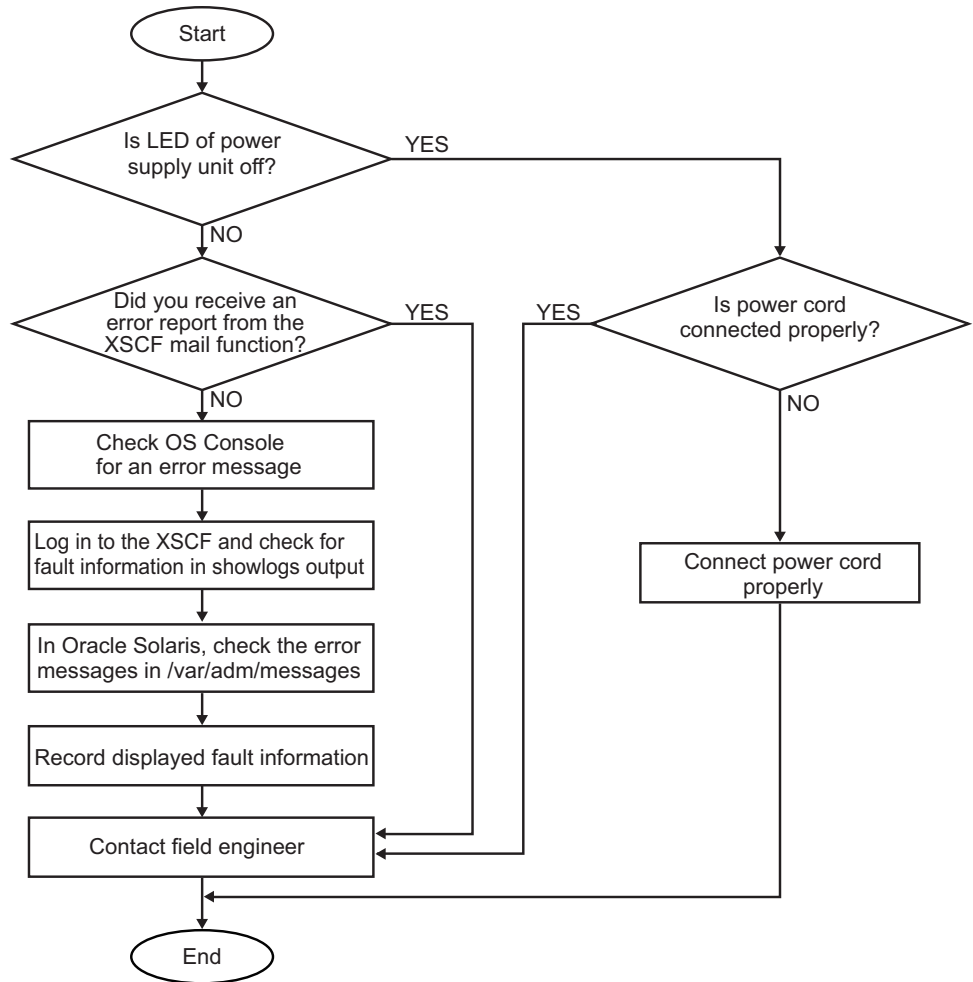 Start
Is LED of power
supply unit off?
YES
NO
Did you receive an
error report from the
XSCF mail function?
YES
YES
Is power cord
connected properly?
NO
NO
Check OS Console
for an error message
Log in to the XSCF and check for
fault information in showlogs output
Connect power cord
properly
In Oracle Solaris, check the error
messages in /var/adm/messages
Record displayed fault information
Contact field engineer
End